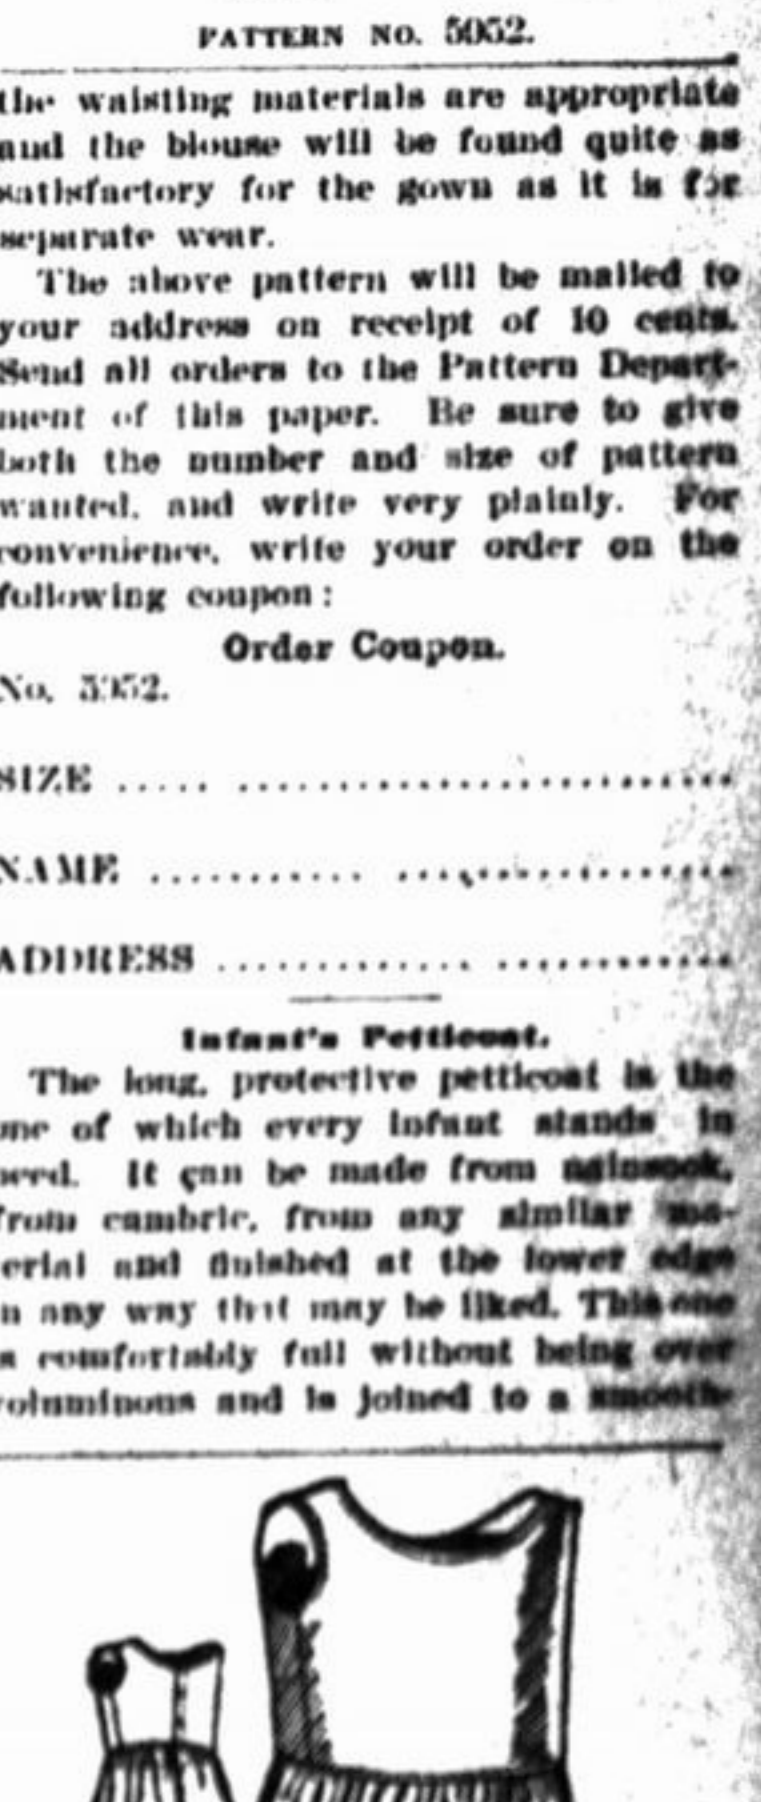 PATTERN NO. 5952.
the waisting materials are appropriate
and the blouse will be found quite as
satisfactory for the gown as it is for
separate wear.
The above pattern will be mailed to
your address on receipt of 10 cents.
Send all orders to the Pattern Depart-
ment of this paper. Be sure to give
both the number and size of pattern
wanted, and write very plainly. For
convenience, write your order on the
following coupon:
Order Coupon.
No. 5952.
SIZE ..... .........................
NAME ........... ..................
ADDRESS ............. .............
Infant's Petticoat.
The long, protective petticoat is the
one of which every infant stands in
need. It can be made from nainsook,
from cambric, from any similar ma-
terial and finished at the lower edge
in any way that may be liked. This one
is comfortably full without being over
voluminous and is joined to a smooth-